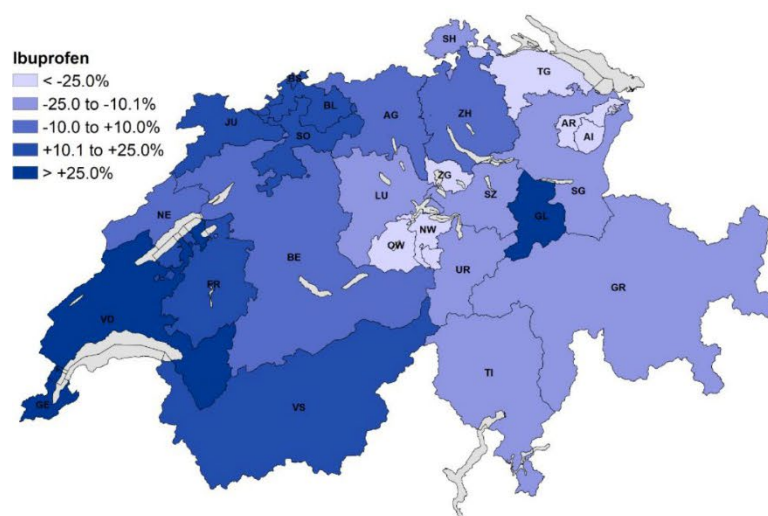 Ibuprofen
< -25.0%
-25.0 to -10.1%
-10.0 to +10.0%
+10.1 to +25.0%
> +25.0%
SH
TG
BS
BL
AG
ZH
JU
SO
AR
AI
ZG
LU
SZ
SG
NE
GL
NW
OW
BE
UR
FR
GR
VD
TI
GE
VS